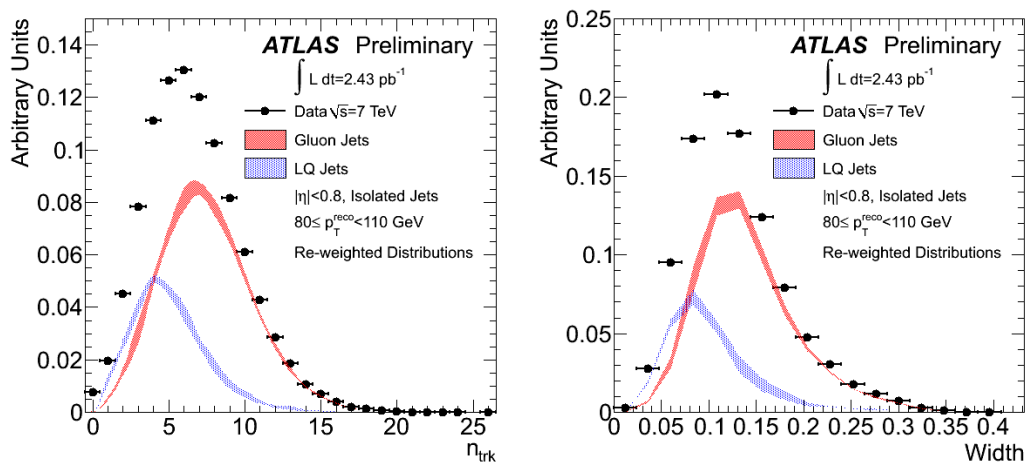 ATLAS Preliminary
∫ L dt=2.43 pb⁻¹
Data √s=7 TeV
Gluon Jets
LQ Jets
|η|<0.8, Isolated Jets
80≤ p_T^reco<110 GeV
Re-weighted Distributions
Arbitrary Units
0.14
0.12
0.1
0.08
0.06
0.04
0.02
0
0 5 10 15 20 25
n_trk
ATLAS Preliminary
∫ L dt=2.43 pb⁻¹
Data √s=7 TeV
Gluon Jets
LQ Jets
|η|<0.8, Isolated Jets
80≤ p_T^reco<110 GeV
Re-weighted Distributions
Arbitrary Units
0.25
0.2
0.15
0.1
0.05
0
0 0.05 0.1 0.15 0.2 0.25 0.3 0.35 0.4
Width